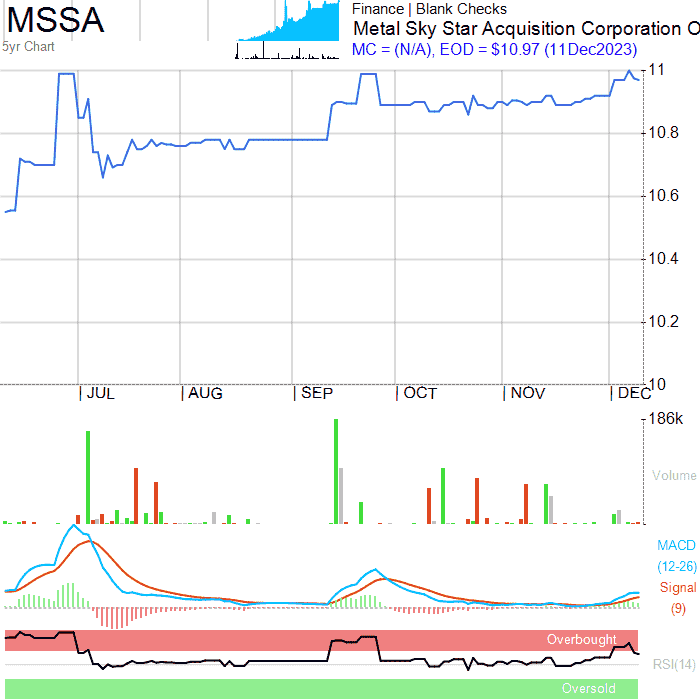 MSSA
5yr Chart
Finance | Blank Checks
Metal Sky Star Acquisition Corporation O
MC = (N/A), EOD = $10.97 (11Dec2023)
11
10.8
10.6
10.4
10.2
10
JUL AUG SEP OCT NOV DEC
186k
Volume
MACD
(12-26)
Signal
(9)
Overbought
RSI(14)
Oversold